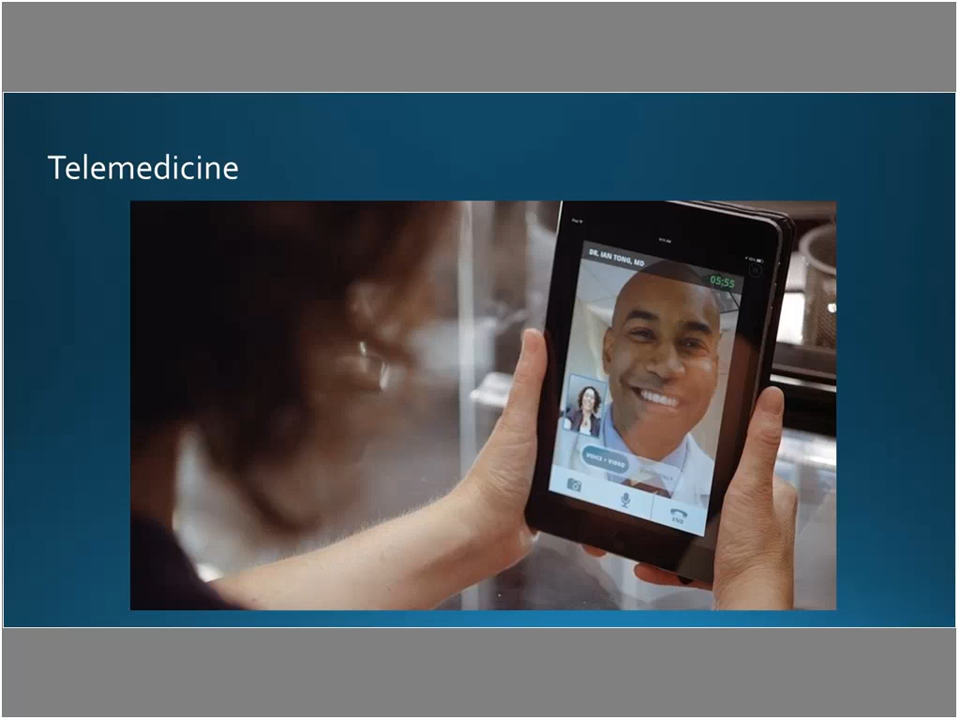 Telemedicine
DR. IAN TONG, MD
05:55
VOICE + VIDEO
END